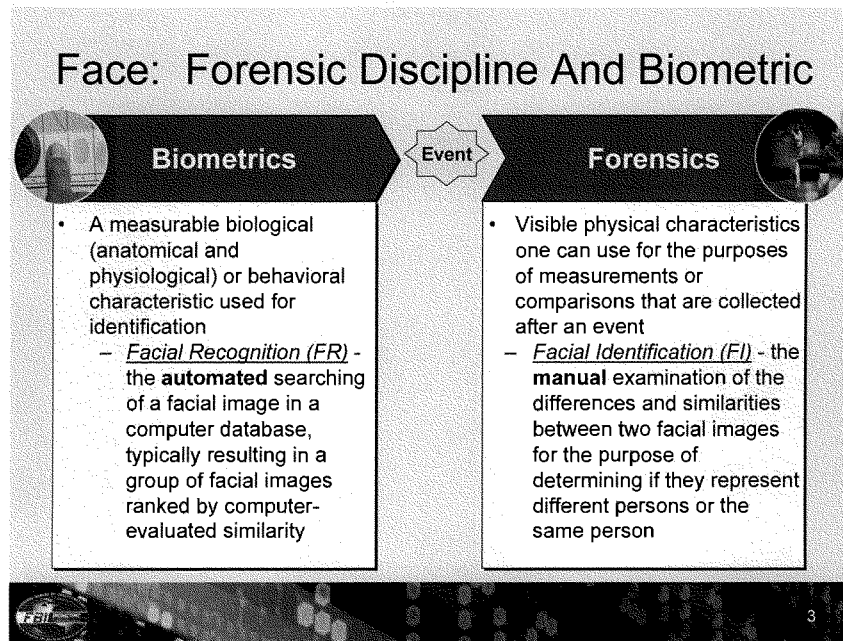 Face: Forensic Discipline And Biometric
Biometrics
Event
Forensics
• A measurable biological
(anatomical and
physiological) or behavioral
characteristic used for
identification
– Facial Recognition (FR) -
the automated searching
of a facial image in a
computer database,
typically resulting in a
group of facial images
ranked by computer-
evaluated similarity
• Visible physical characteristics
one can use for the purposes
of measurements or
comparisons that are collected
after an event
– Facial Identification (FI) - the
manual examination of the
differences and similarities
between two facial images
for the purpose of
determining if they represent
different persons or the
same person
FBI
3